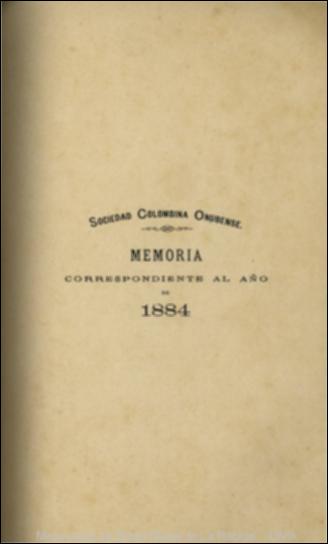 SOCIEDAD COLOMBINA ONUBENSE.
MEMORIA
CORRESPONDIENTE AL AÑO
DE
1884